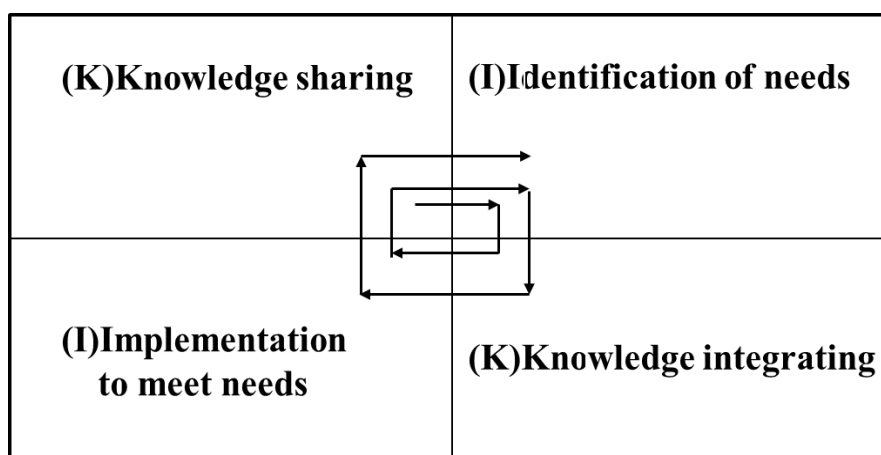 (K)Knowledge sharing
(I)Identification of needs
(I)Implementation
to meet needs
(K)Knowledge integrating